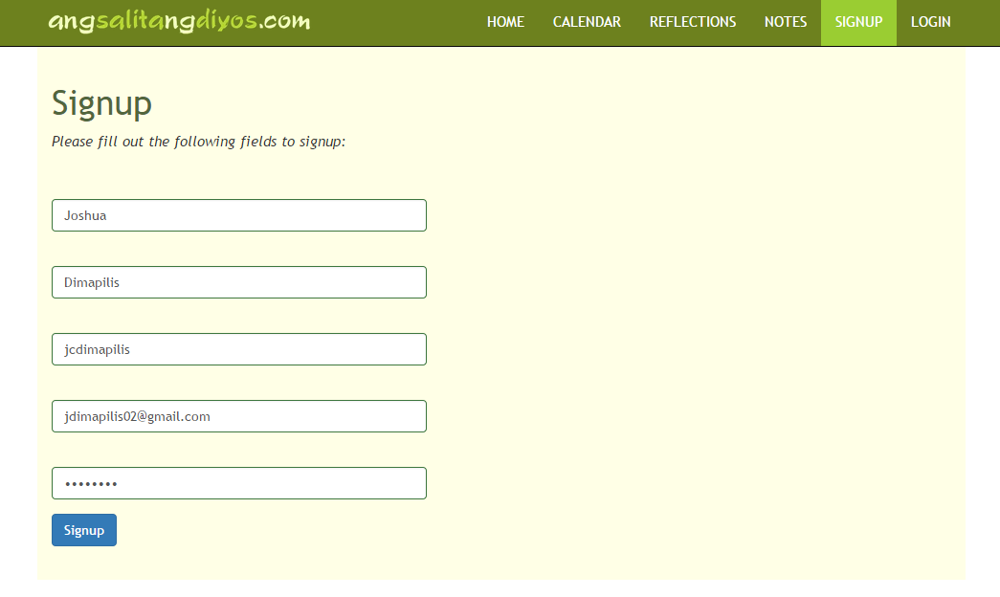 angsalitangdiyos.com HOME CALENDAR REFLECTIONS NOTES SIGNUP LOGIN
Signup
Please fill out the following fields to signup:
Joshua
Dimapilis
jcdimapilis
jdimapilis02@gmail.com
••••••••
Signup